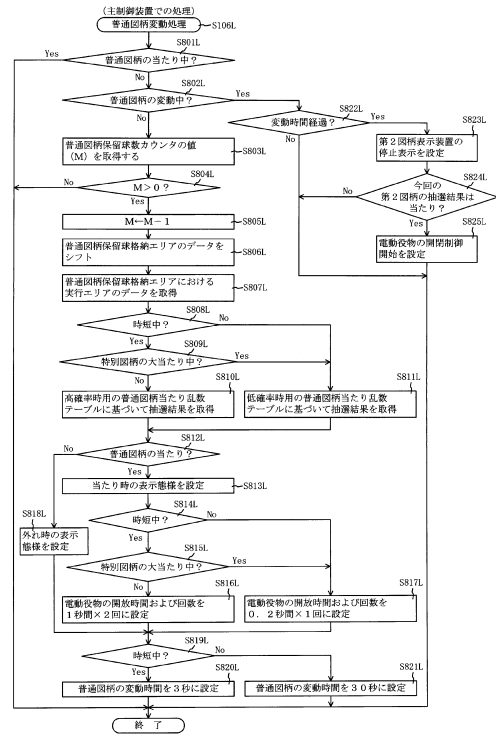 (主制御装置での処理)
普通図柄変動処理
S106L
S801L
普通図柄の当たり中？
Yes
No
S802L
普通図柄の変動中？
Yes
No
S822L
変動時間経過？
Yes
No
S823L
第２図柄表示装置の
停止表示を設定
S824L
今回の
第２図柄の抽選結果は
当たり？
No
Yes
S825L
電動役物の開閉制御
開始を設定
普通図柄保留球数カウンタの値
(M)を取得する
S803L
S804L
M＞0？
No
Yes
M←M－1
S805L
普通図柄保留球格納エリアのデータを
シフト
S806L
普通図柄保留球格納エリアにおける
実行エリアのデータを取得
S807L
S808L
時短中？
No
Yes
S809L
特別図柄の大当たり中？
Yes
No
S810L
高確率時用の普通図柄当たり乱数
テーブルに基づいて抽選結果を取得
S811L
低確率時用の普通図柄当たり乱数
テーブルに基づいて抽選結果を取得
S812L
普通図柄の当たり？
No
Yes
当たり時の表示態様を設定
S813L
S818L
外れ時の表示
態様を設定
S814L
時短中？
No
Yes
S815L
特別図柄の大当たり中？
Yes
No
S816L
電動役物の開放時間および回数を
１秒間×２回に設定
S817L
電動役物の開放時間および回数を
０．２秒間×１回に設定
S819L
時短中？
No
Yes
S820L
普通図柄の変動時間を３秒に設定
S821L
普通図柄の変動時間を３０秒に設定
終 了